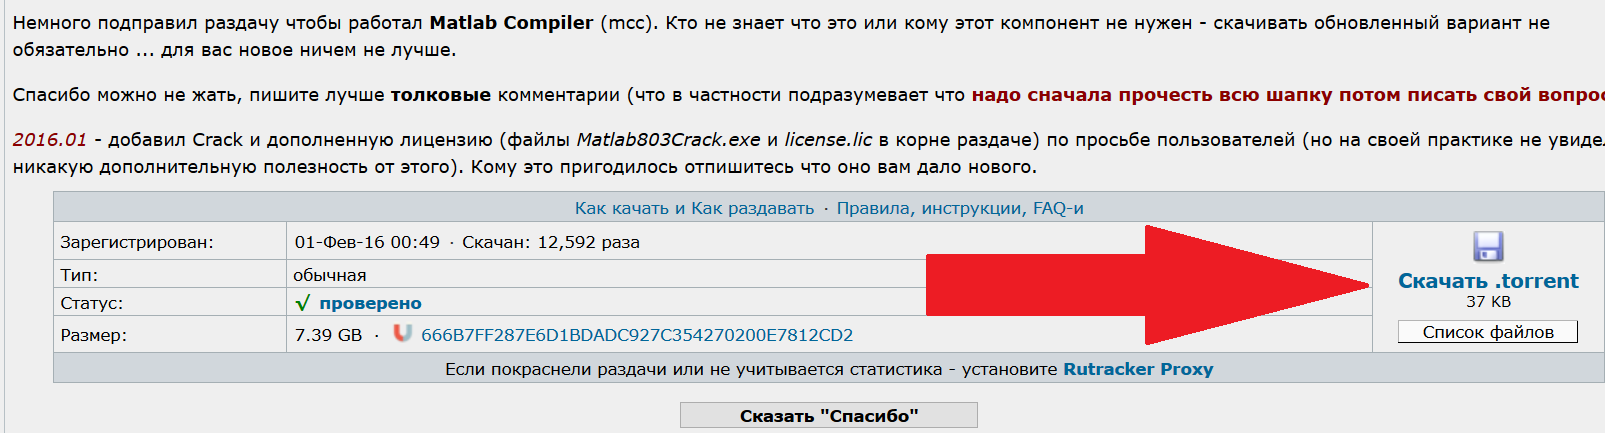 Немного подправил раздачу чтобы работал Matlab Compiler (mcc). Кто не знает что это или кому этот компонент не нужен - скачивать обновленный вариант не
обязательно ... для вас новое ничем не лучше.
Спасибо можно не жать, пишите лучше толковые комментарии (что в частности подразумевает что надо сначала прочесть всю шапку потом писать свой вопрос
2016.01 - добавил Crack и дополненную лицензию (файлы Matlab803Crack.exe и license.lic в корне раздаче) по просьбе пользователей (но на своей практике не увидел
никакую дополнительную полезность от этого). Кому это пригодилось отпишитесь что оно вам дало нового.
Как качать и Как раздавать · Правила, инструкции, FAQ-и
Зарегистрирован: 01-Фев-16 00:49 · Скачан: 12,592 раза
Тип: обычная
Статус: √ проверено
Размер: 7.39 GB · 666B7FF287E6D1BDADC927C354270200E7812CD2
Скачать .torrent
37 KB
Список файлов
Если покраснели раздачи или не учитывается статистика - установите Rutracker Proxy
Сказать "Спасибо"